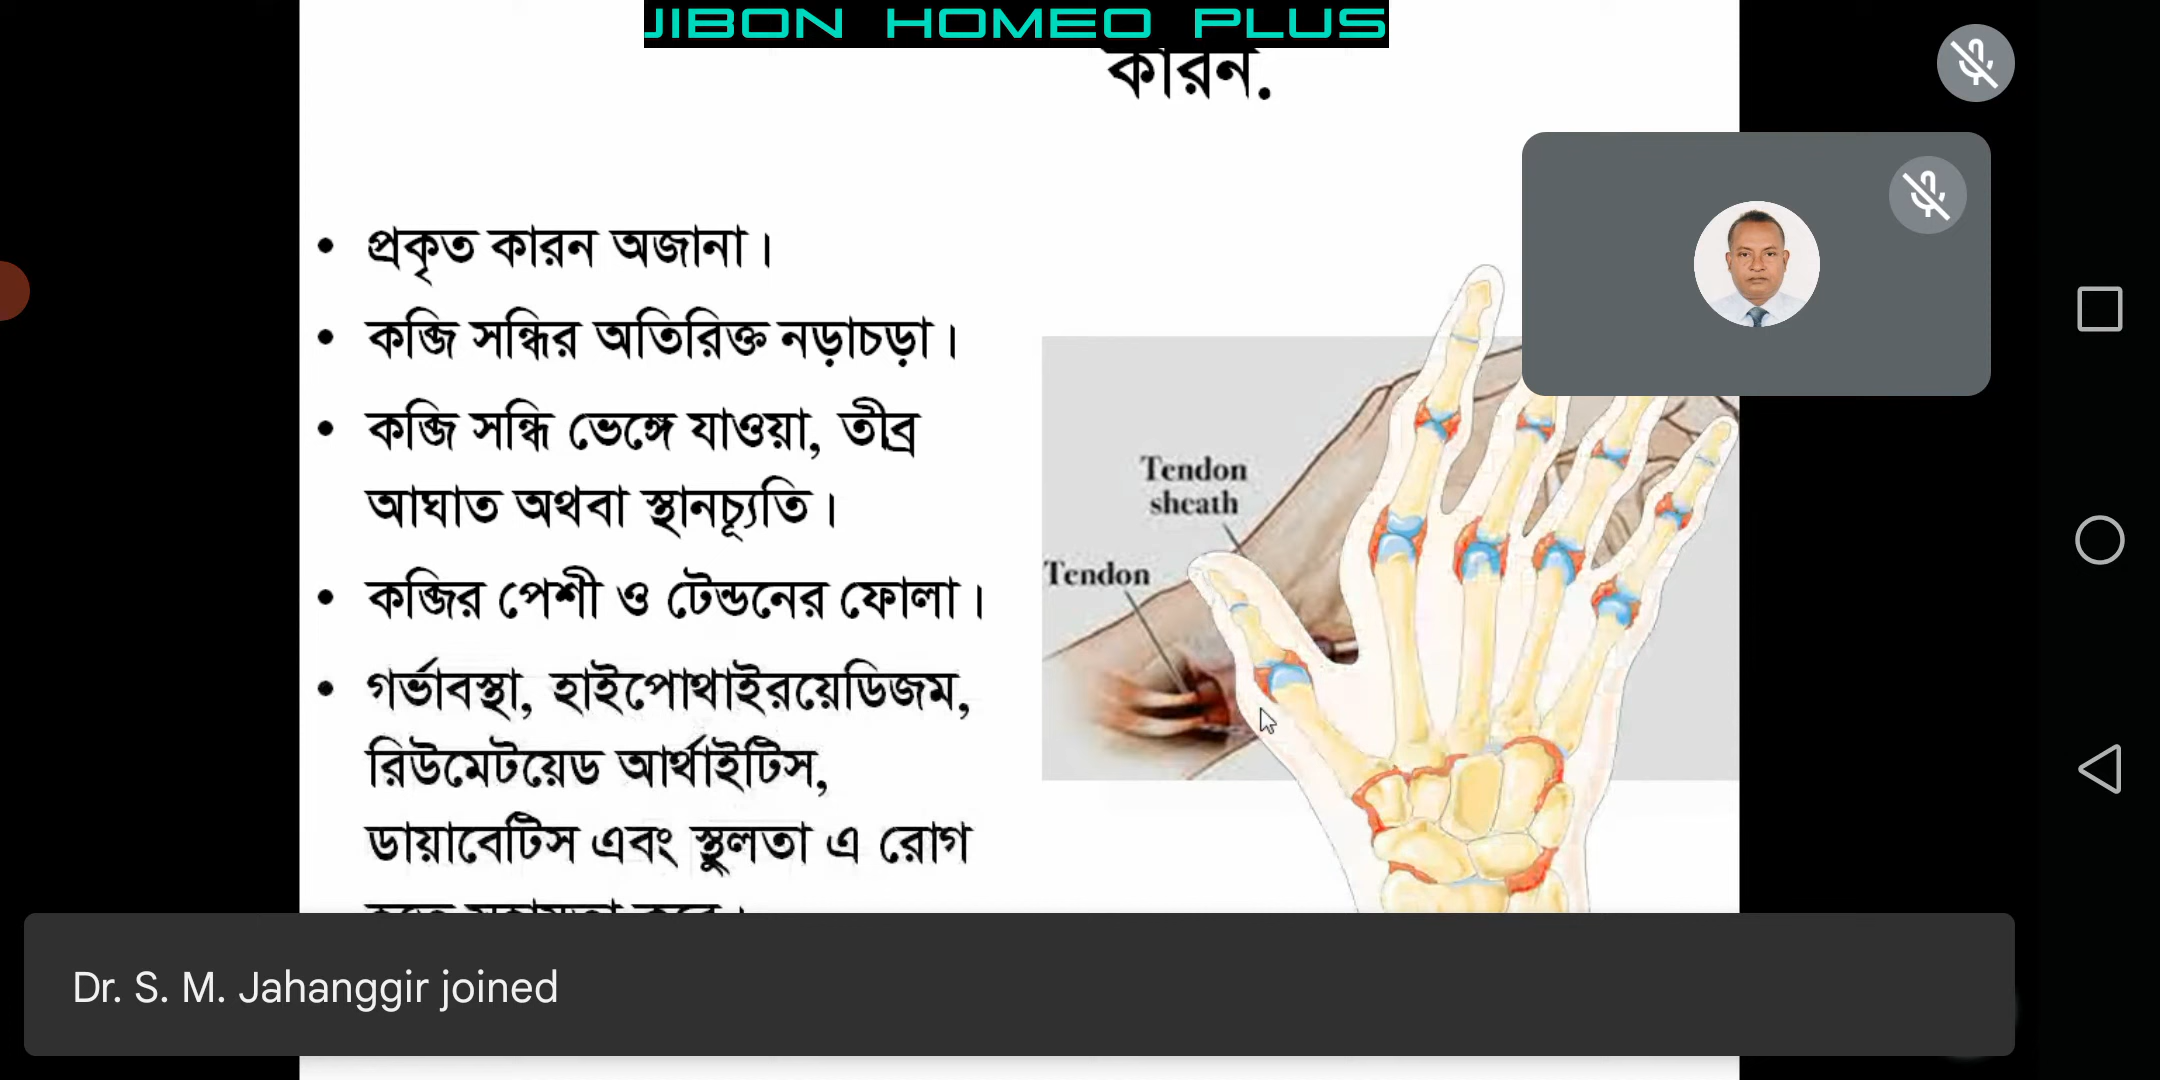 JIBON HOMEO PLUS
কারন.
• প্রকৃত কারন অজানা।
• কব্জি সন্ধির অতিরিক্ত নড়াচড়া।
• কব্জি সন্ধি ভেঙ্গে যাওয়া, তীব্র
আঘাত অথবা স্থানচ্যূতি।
• কব্জির পেশী ও টেন্ডনের ফোলা।
• গর্ভাবস্থা, হাইপোথাইরয়েডিজম,
রিউমেটয়েড আর্থাইটিস,
ডায়াবেটিস এবং স্থুলতা এ রোগ
Tendon
sheath
Tendon
Dr. S. M. Jahanggir joined